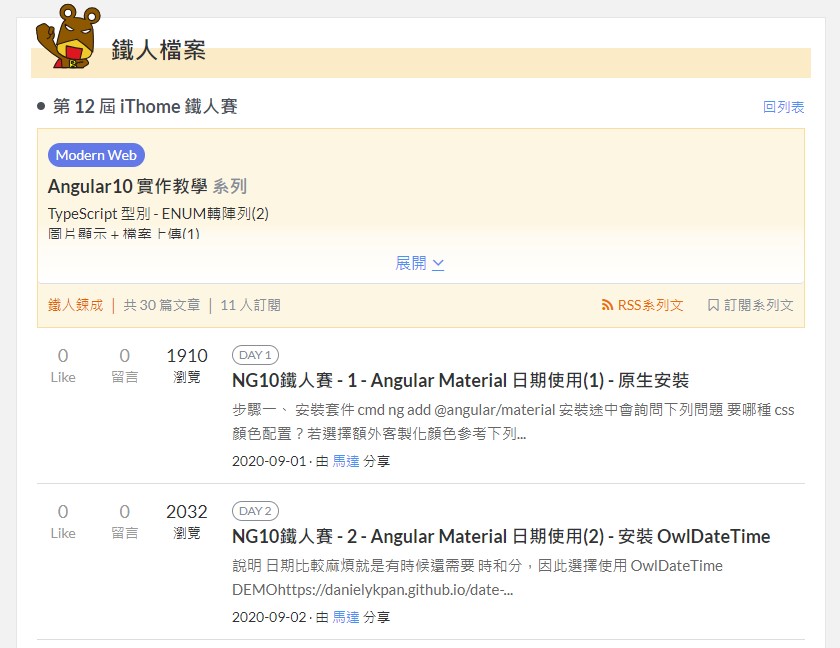 鐵人檔案
第 12 屆 iThome 鐵人賽
回列表
Modern Web
Angular10 實作教學 系列
TypeScript 型別 - ENUM轉陣列(2)
圖片顯示 + 檔案上傳(1)
展開
鐵人鍊成 | 共 30 篇文章 | 11 人訂閱
RSS系列文
訂閱系列文
0
Like
0
留言
1910
瀏覽
DAY 1
NG10鐵人賽 - 1 - Angular Material 日期使用(1) - 原生安裝
步驟一、 安裝套件 cmd ng add @angular/material 安裝途中會詢問下列問題 要哪種 css
顏色配置？若選擇額外客製化顏色參考下列...
2020-09-01 ‧ 由 馬達 分享
0
Like
0
留言
2032
瀏覽
DAY 2
NG10鐵人賽 - 2 - Angular Material 日期使用(2) - 安裝 OwlDateTime
說明 日期比較麻煩就是有時候還需要 時和分，因此選擇使用 OwlDateTime
DEMOhttps://danielykpan.github.io/date-...
2020-09-02 ‧ 由 馬達 分享